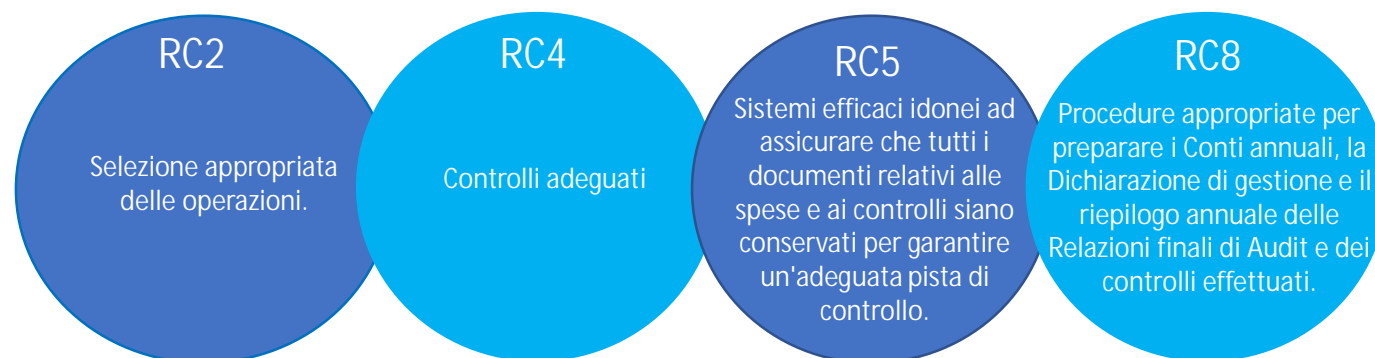 RC2
Selezione appropriata
delle operazioni.
RC4
Controlli adeguati
RC5
Sistemi efficaci idonei ad
assicurare che tutti i
documenti relativi alle
spese e ai controlli siano
conservati per garantire
un'adeguata pista di
controllo.
RC8
Procedure appropriate per
preparare i Conti annuali, la
Dichiarazione di gestione e il
riepilogo annuale delle
Relazioni finali di Audit e dei
controlli effettuati.